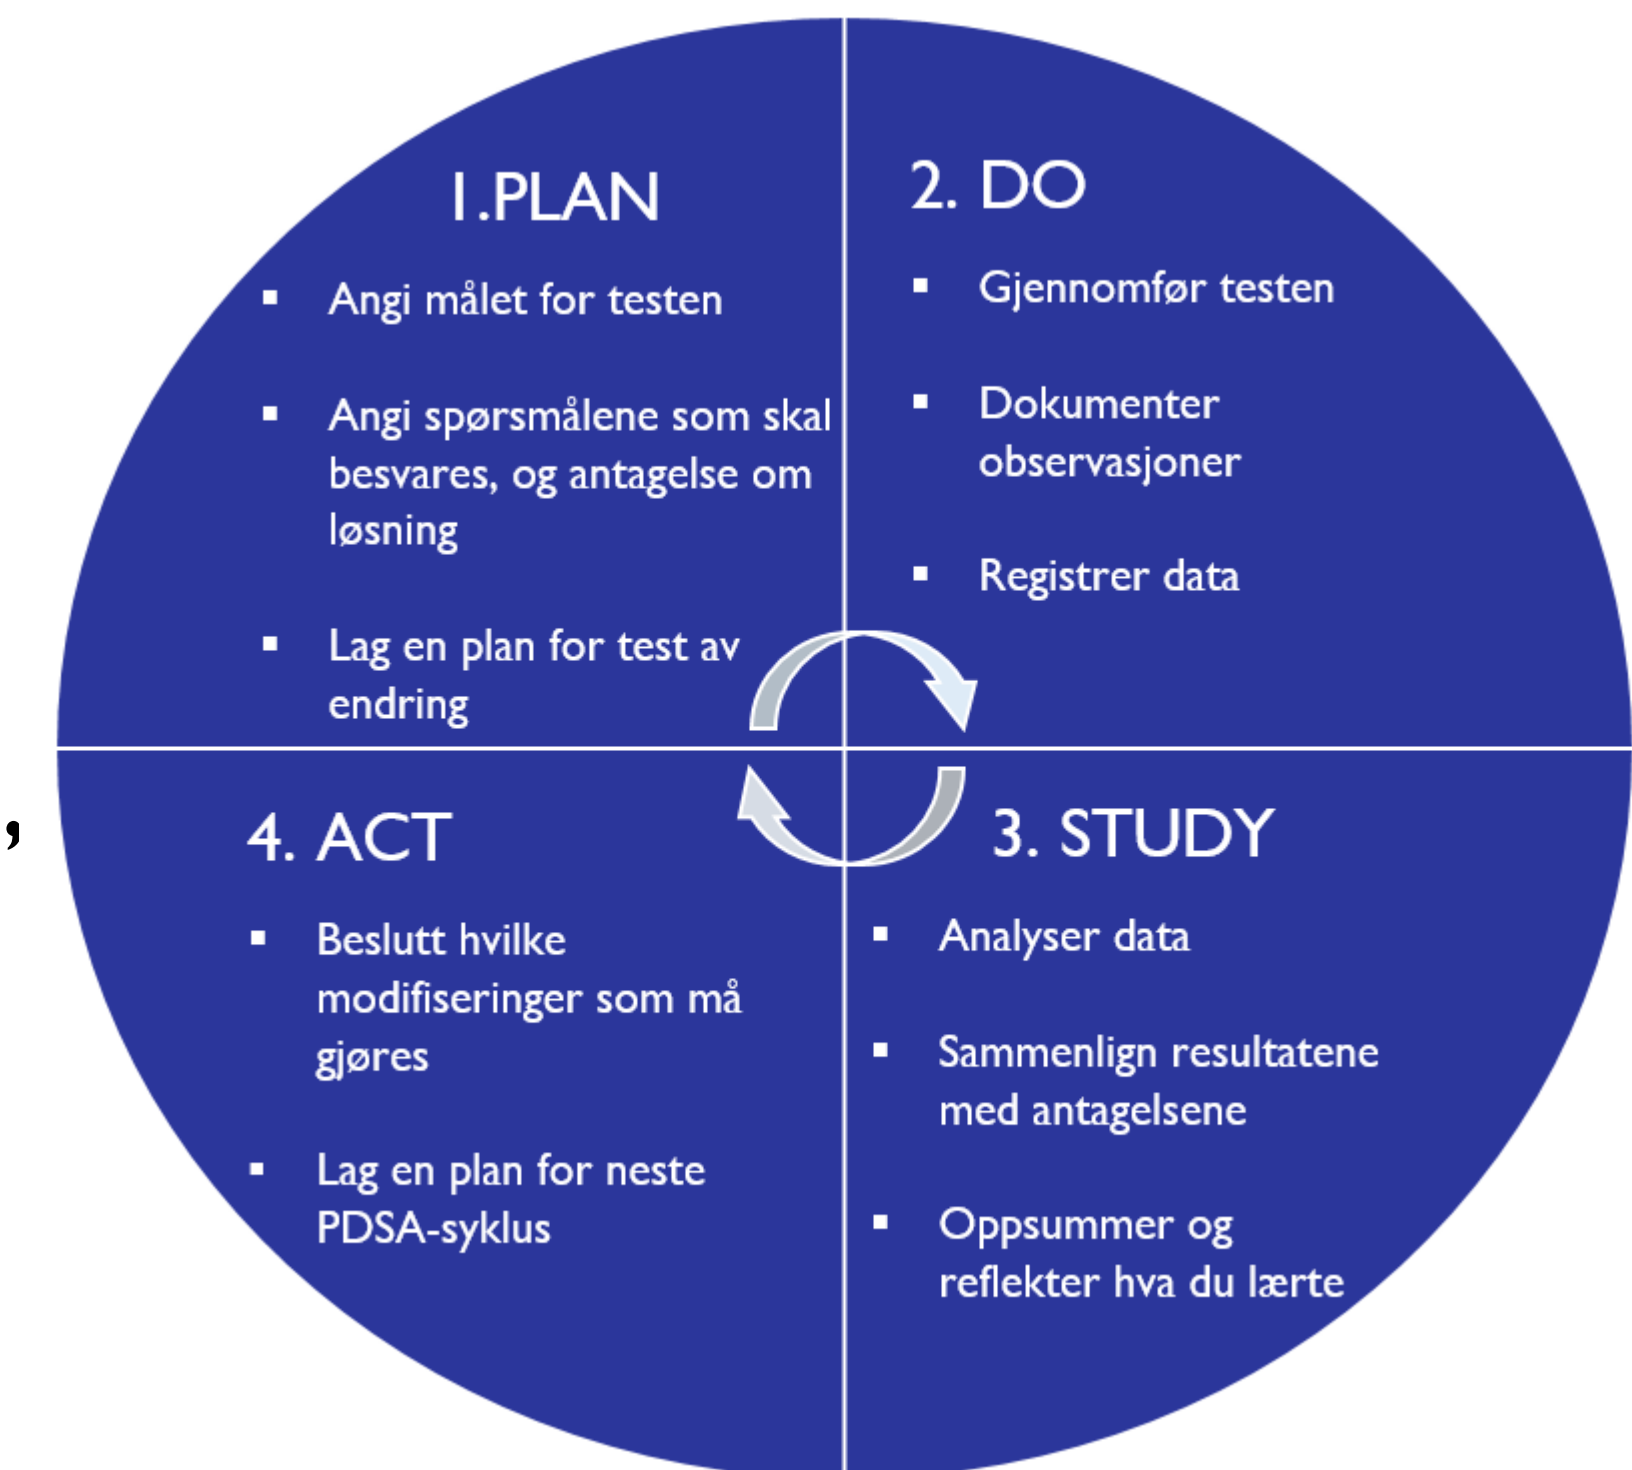 1.PLAN
▪ Angi målet for testen
▪ Angi spørsmålene som skal
besvares, og antagelse om
løsning
▪ Lag en plan for test av
endring
2. DO
▪ Gjennomfør testen
▪ Dokumenter
observasjoner
▪ Registrer data
3. STUDY
▪ Analyser data
▪ Sammenlign resultatene
med antagelsene
▪ Oppsummer og
reflekter hva du lærte
4. ACT
▪ Beslutt hvilke
modifiseringer som må
gjøres
▪ Lag en plan for neste
PDSA-syklus
,